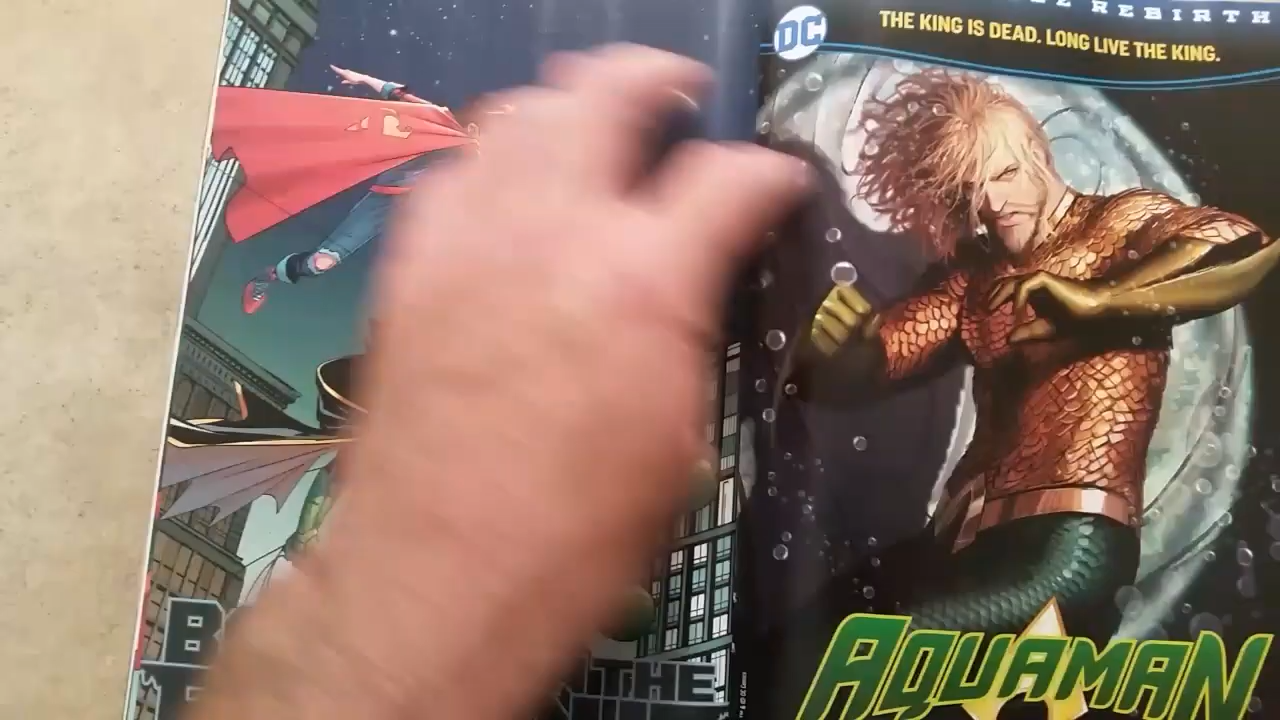 THE
REBIRTH
DC
THE KING IS DEAD. LONG LIVE THE KING.
AQUAMAN